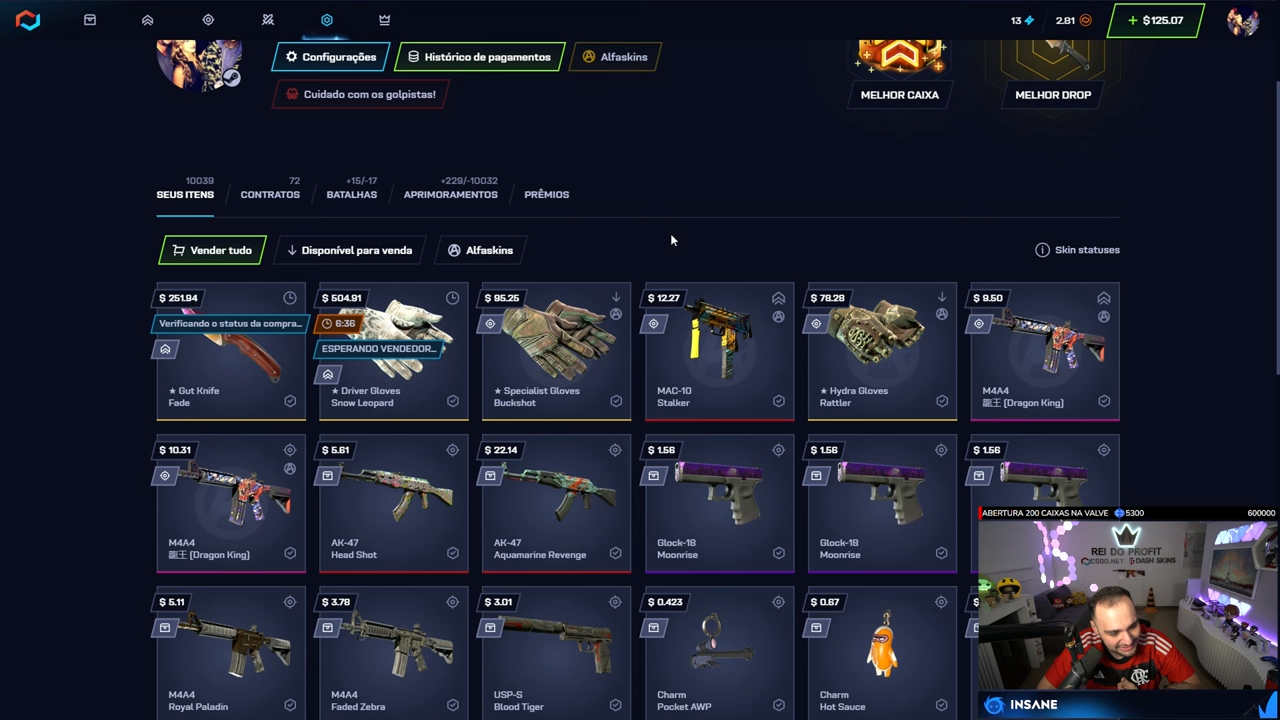 13
2.81
+ $125.07
Configurações
Histórico de pagamentos
Alfaskins
Cuidado com os golpistas!
MELHOR CAIXA
MELHOR DROP
10039
SEUS ITENS
72
CONTRATOS
+15/-17
BATALHAS
+229/-10032
APRIMORAMENTOS
PRÊMIOS
Vender tudo
Disponível para venda
Alfaskins
Skin statuses
$ 251.94
Verificando o status da compra...
★ Gut Knife
Fade
$ 504.91
6:36
ESPERANDO VENDEDOR...
★ Driver Gloves
Snow Leopard
$ 95.25
★ Specialist Gloves
Buckshot
$ 12.27
MAC-10
Stalker
$ 78.28
★ Hydra Gloves
Rattler
$ 9.50
M4A4
龍王 (Dragon King)
$ 10.31
M4A4
龍王 (Dragon King)
$ 5.61
AK-47
Head Shot
$ 22.14
AK-47
Aquamarine Revenge
$ 1.56
Glock-18
Moonrise
$ 1.56
Glock-18
Moonrise
$ 1.56
$ 5.11
M4A4
Royal Paladin
$ 3.78
M4A4
Faded Zebra
$ 3.01
USP-S
Blood Tiger
$ 0.423
Charm
Pocket AWP
$ 0.67
Charm
Hot Sauce
ABERTURA 200 CAIXAS NA VALVE
5300
600000
REI DO PROFIT
CSGO.NET
DASH SKINS
INSANE